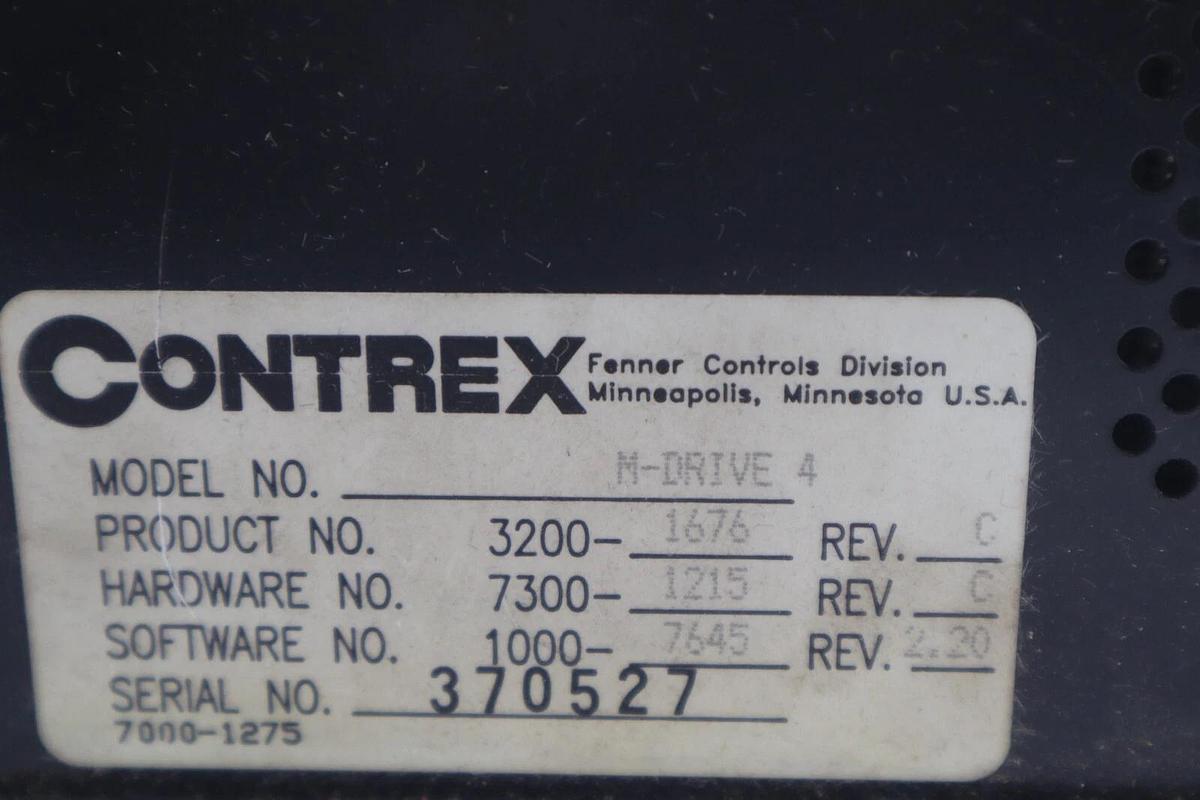 CONTREX Fenner Controls Division
Minneapolis, Minnesota U.S.A.
MODEL NO. M-DRIVE 4
PRODUCT NO. 3200-1676 REV. C
HARDWARE NO. 7300-1215 REV. C
SOFTWARE NO. 1000-7645 REV. 2.20
SERIAL NO. 370527
7000-1275